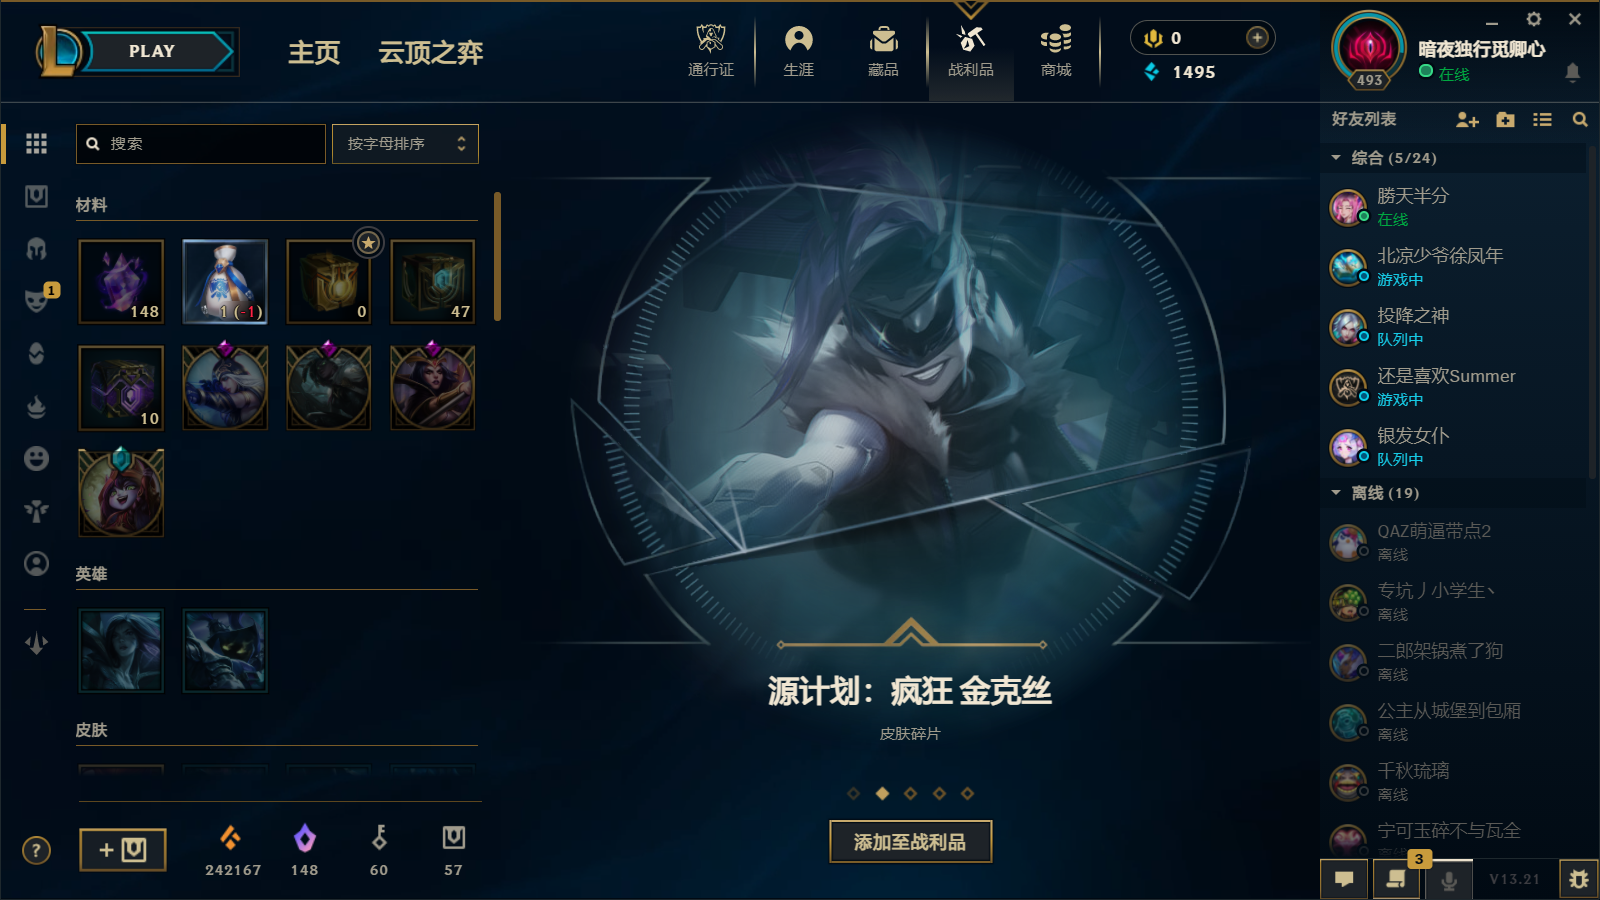 PLAY
主页
云顶之弈
通行证
生涯
藏品
战利品
商城
0
1495
493
暗夜独行觅卿心
在线
好友列表
搜索
按字母排序
综合 (5/24)
胜天半分
在线
北凉少爷徐凤年
游戏中
投降之神
队列中
还是喜欢Summer
游戏中
银发女仆
队列中
离线 (19)
QAZ萌逼带点2
离线
专坑丿小学生丶
离线
二郎架锅煮了狗
离线
公主从城堡到包厢
离线
千秋琉璃
离线
宁可玉碎不与瓦全
材料
148
1 (-1)
0
47
10
1
英雄
皮肤
源计划：疯狂 金克丝
皮肤碎片
添加至战利品
?
+
242167
148
60
57
3
V13.21